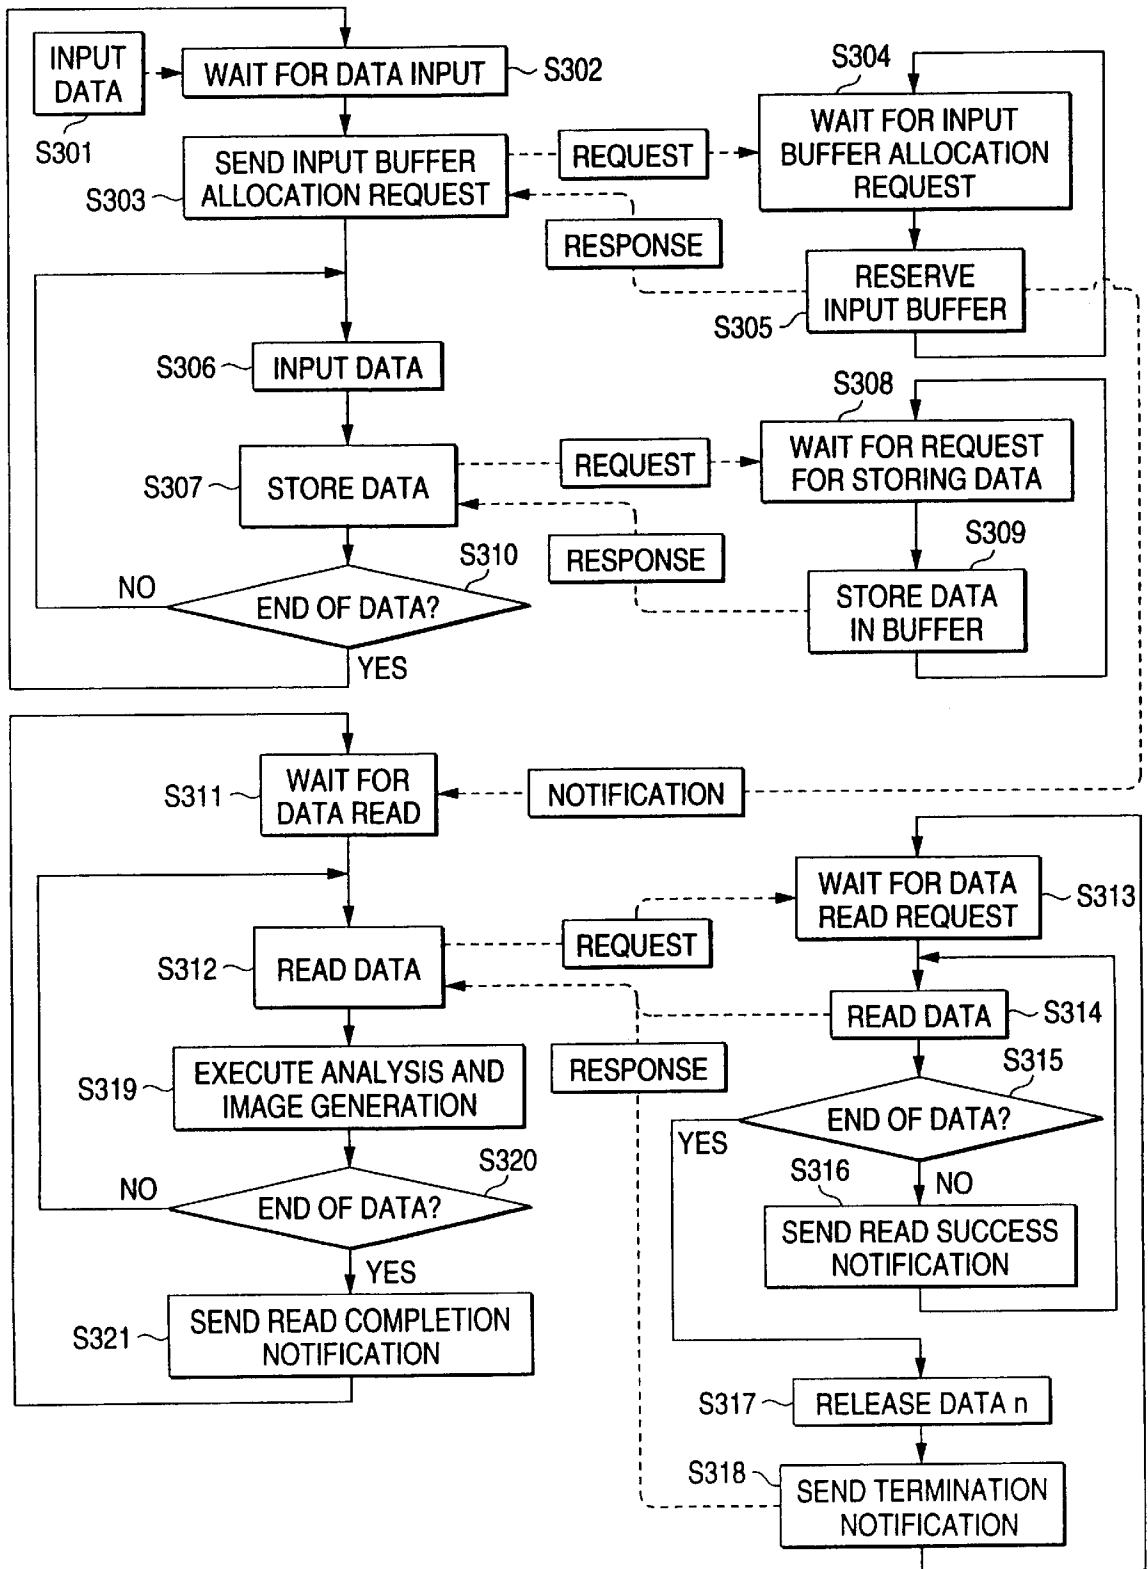 INPUT
DATA
S301
WAIT FOR DATA INPUT
S302
SEND INPUT BUFFER
ALLOCATION REQUEST
S303
REQUEST
RESPONSE
S304
WAIT FOR INPUT
BUFFER ALLOCATION
REQUEST
RESERVE
INPUT BUFFER
S305
S306
INPUT DATA
S307
STORE DATA
REQUEST
RESPONSE
S308
WAIT FOR REQUEST
FOR STORING DATA
S309
STORE DATA
IN BUFFER
S310
NO
END OF DATA?
YES
S311
WAIT FOR
DATA READ
NOTIFICATION
S312
READ DATA
REQUEST
WAIT FOR DATA
READ REQUEST
S313
READ DATA
S314
RESPONSE
S319
EXECUTE ANALYSIS AND
IMAGE GENERATION
S315
END OF DATA?
YES
NO
S316
SEND READ SUCCESS
NOTIFICATION
S320
NO
END OF DATA?
YES
S321
SEND READ COMPLETION
NOTIFICATION
S317
RELEASE DATA n
S318
SEND TERMINATION
NOTIFICATION